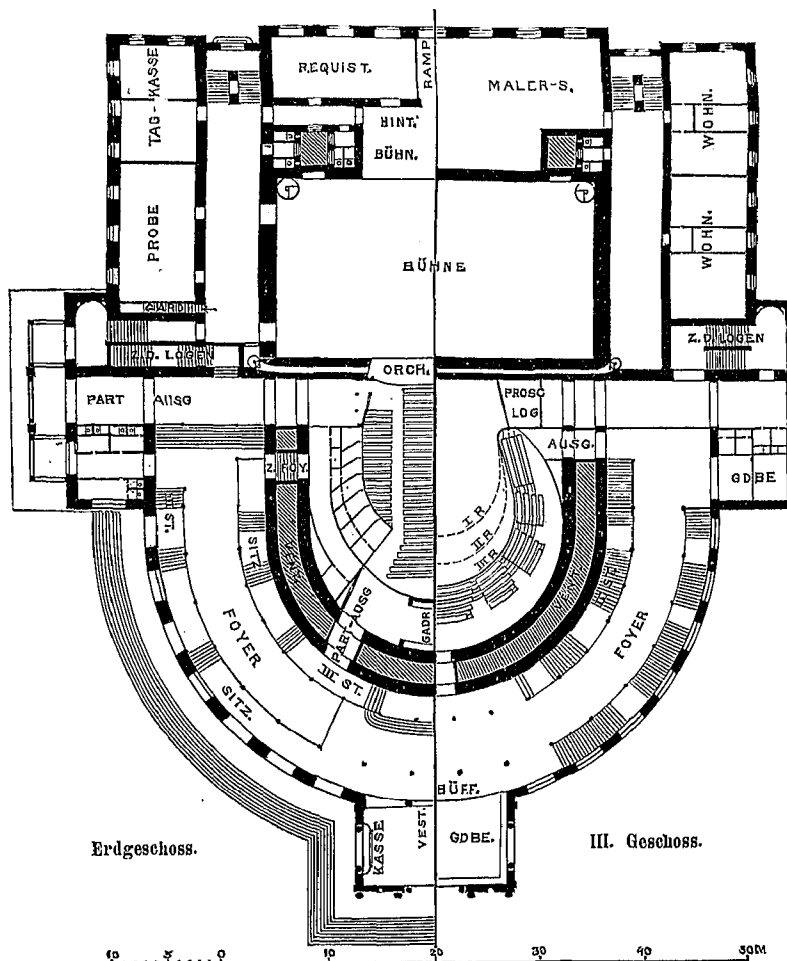 REQUIST.
RAMP
MALER-S.
TAG-KASSE
HINT.
BÜHN.
WOHN.
WOHN.
PROBE
BÜHNE
GARD
Z.D. LOGEN
Z.D. LOGEN
ORCH.
PART AUSG
PROSC
LOG
AUSG.
Z. FOY.
GDBE
SITZ
I R
II R
III R
FOYER
FOYER
PART-AUSG
GADR
III ST.
SITZ.
BÜFF.
KASSE
VEST.
GDBE.
Erdgeschoss.
III. Geschoss.
10 5 0 10 20 30 40 50M